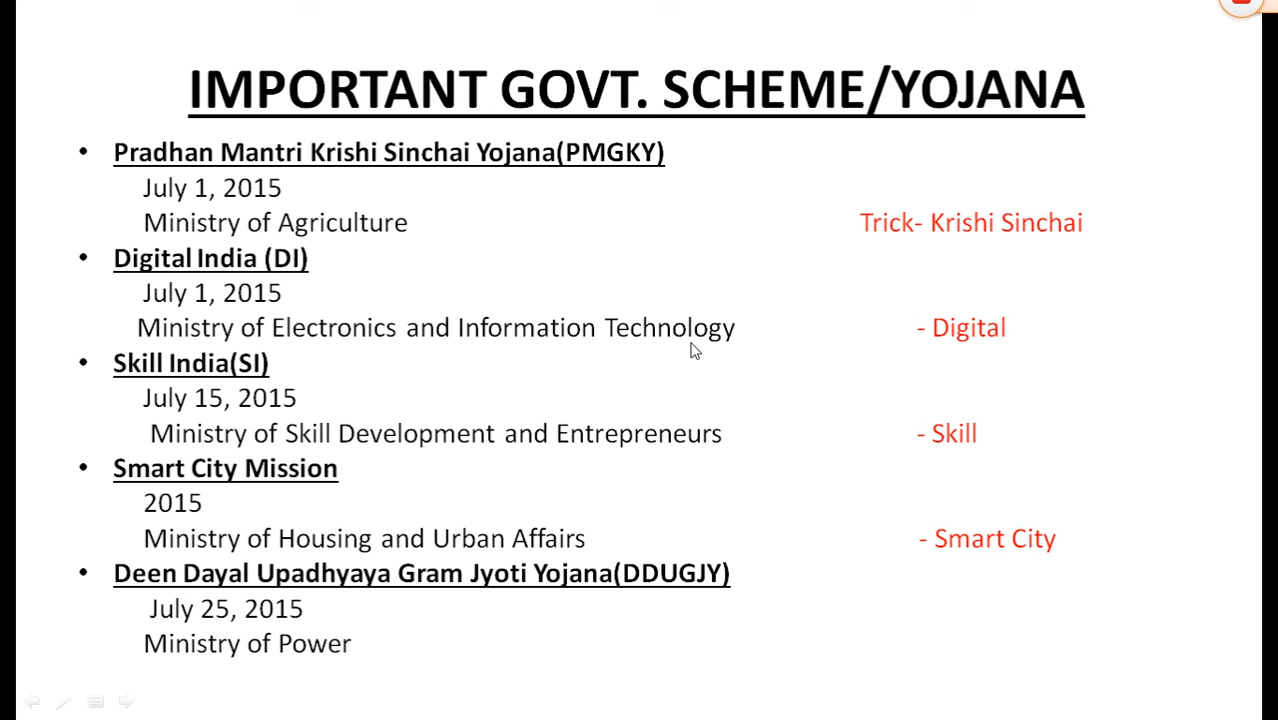 IMPORTANT GOVT. SCHEME/YOJANA
• Pradhan Mantri Krishi Sinchai Yojana(PMGKY)
July 1, 2015
Ministry of Agriculture Trick- Krishi Sinchai
• Digital India (DI)
July 1, 2015
Ministry of Electronics and Information Technology - Digital
• Skill India(SI)
July 15, 2015
Ministry of Skill Development and Entrepreneurs - Skill
• Smart City Mission
2015
Ministry of Housing and Urban Affairs - Smart City
• Deen Dayal Upadhyaya Gram Jyoti Yojana(DDUGJY)
July 25, 2015
Ministry of Power